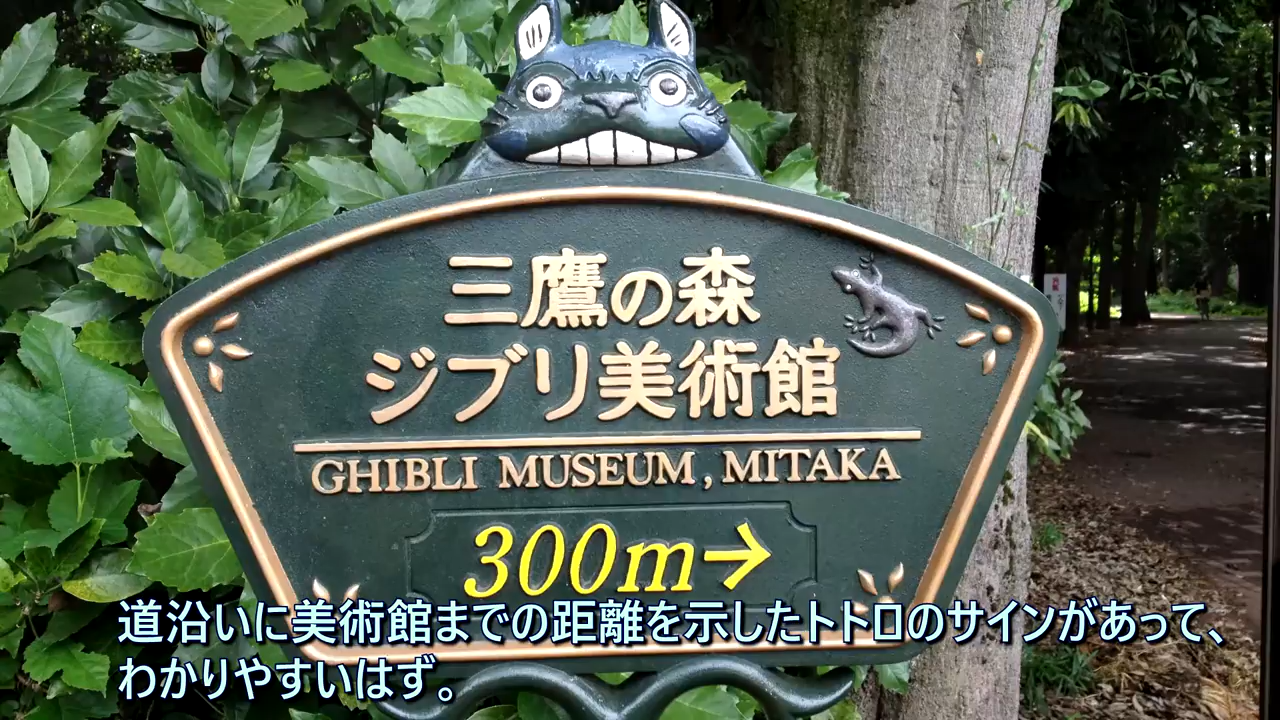 三鷹の森
ジブリ美術館
GHIBLI MUSEUM, MITAKA
300m→
道沿いに美術館までの距離を示したトトロのサインがあって、
わかりやすいはず。